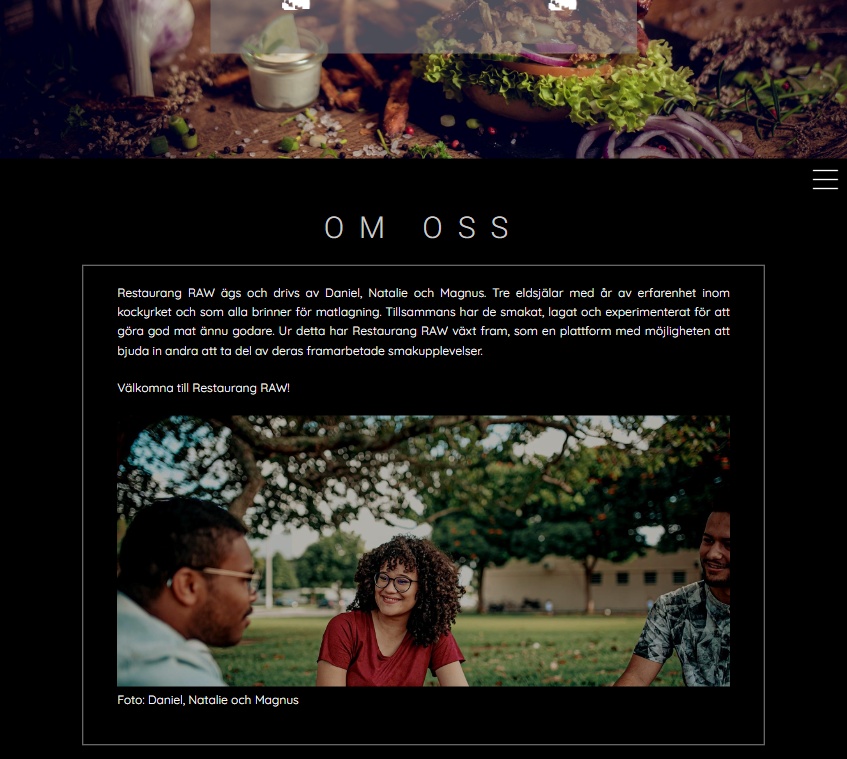 OM OSS
Restaurang RAW ägs och drivs av Daniel, Natalie och Magnus. Tre eldsjälar med år av erfarenhet inom
kockyrket och som alla brinner för matlagning. Tillsammans har de smakat, lagat och experimenterat för att
göra god mat ännu godare. Ur detta har Restaurang RAW växt fram, som en plattform med möjligheten att
bjuda in andra att ta del av deras framarbetade smakupplevelser.
Välkomna till Restaurang RAW!
Foto: Daniel, Natalie och Magnus